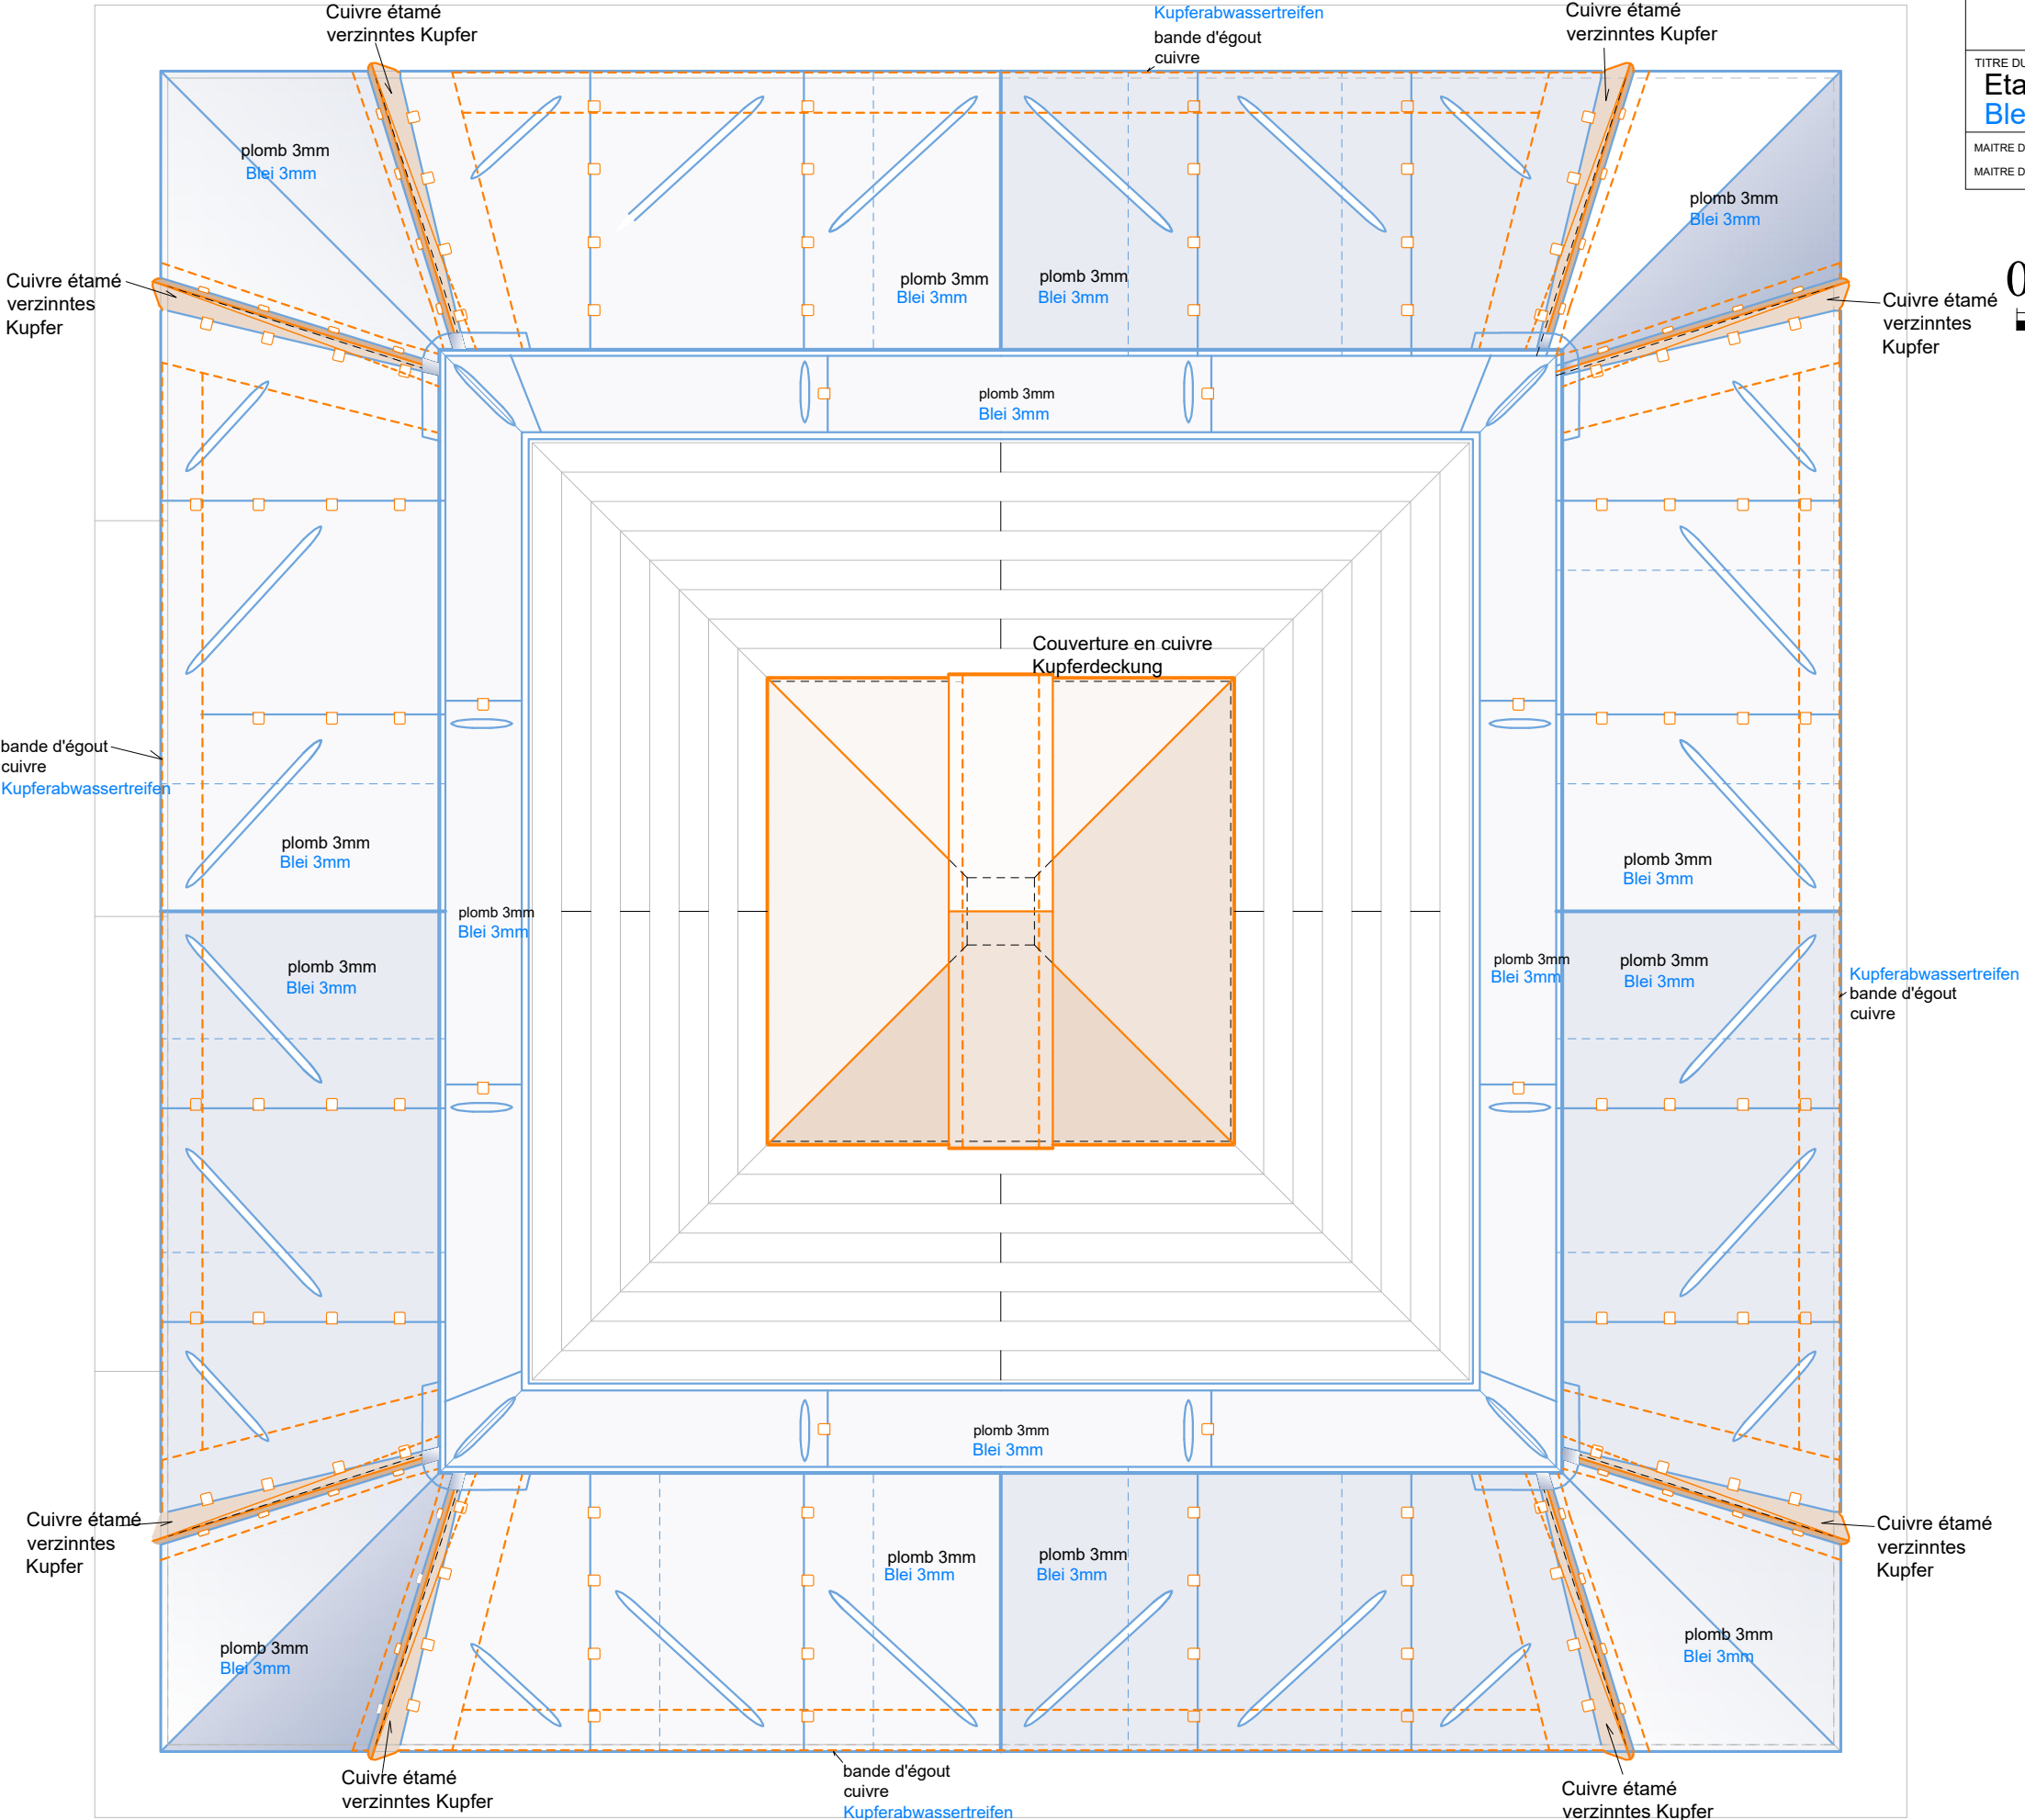 Cuivre étamé
verzinntes Kupfer
Kupferabwassertreifen
bande d'égout
cuivre
Cuivre étamé
verzinntes Kupfer
TITRE DU
Eta
Ble
MAITRE D
MAITRE D
plomb 3mm
Blei 3mm
plomb 3mm
Blei 3mm
Cuivre étamé
verzinntes
Kupfer
plomb 3mm
Blei 3mm
plomb 3mm
Blei 3mm
0
Cuivre étamé
verzinntes
Kupfer
plomb 3mm
Blei 3mm
Couverture en cuivre
Kupferdeckung
bande d'égout
cuivre
Kupferabwassertreifen
plomb 3mm
Blei 3mm
plomb 3mm
Blei 3mm
plomb 3mm
Blei 3mm
plomb 3mm
Blei 3mm
plomb 3mm
Blei 3mm
plomb 3mm
Blei 3mm
Kupferabwassertreifen
bande d'égout
cuivre
plomb 3mm
Blei 3mm
Cuivre étamé
verzinntes
Kupfer
plomb 3mm
Blei 3mm
plomb 3mm
Blei 3mm
Cuivre étamé
verzinntes
Kupfer
plomb 3mm
Blei 3mm
plomb 3mm
Blei 3mm
Cuivre étamé
verzinntes Kupfer
bande d'égout
cuivre
Kupferabwassertreifen
Cuivre étamé
verzinntes Kupfer